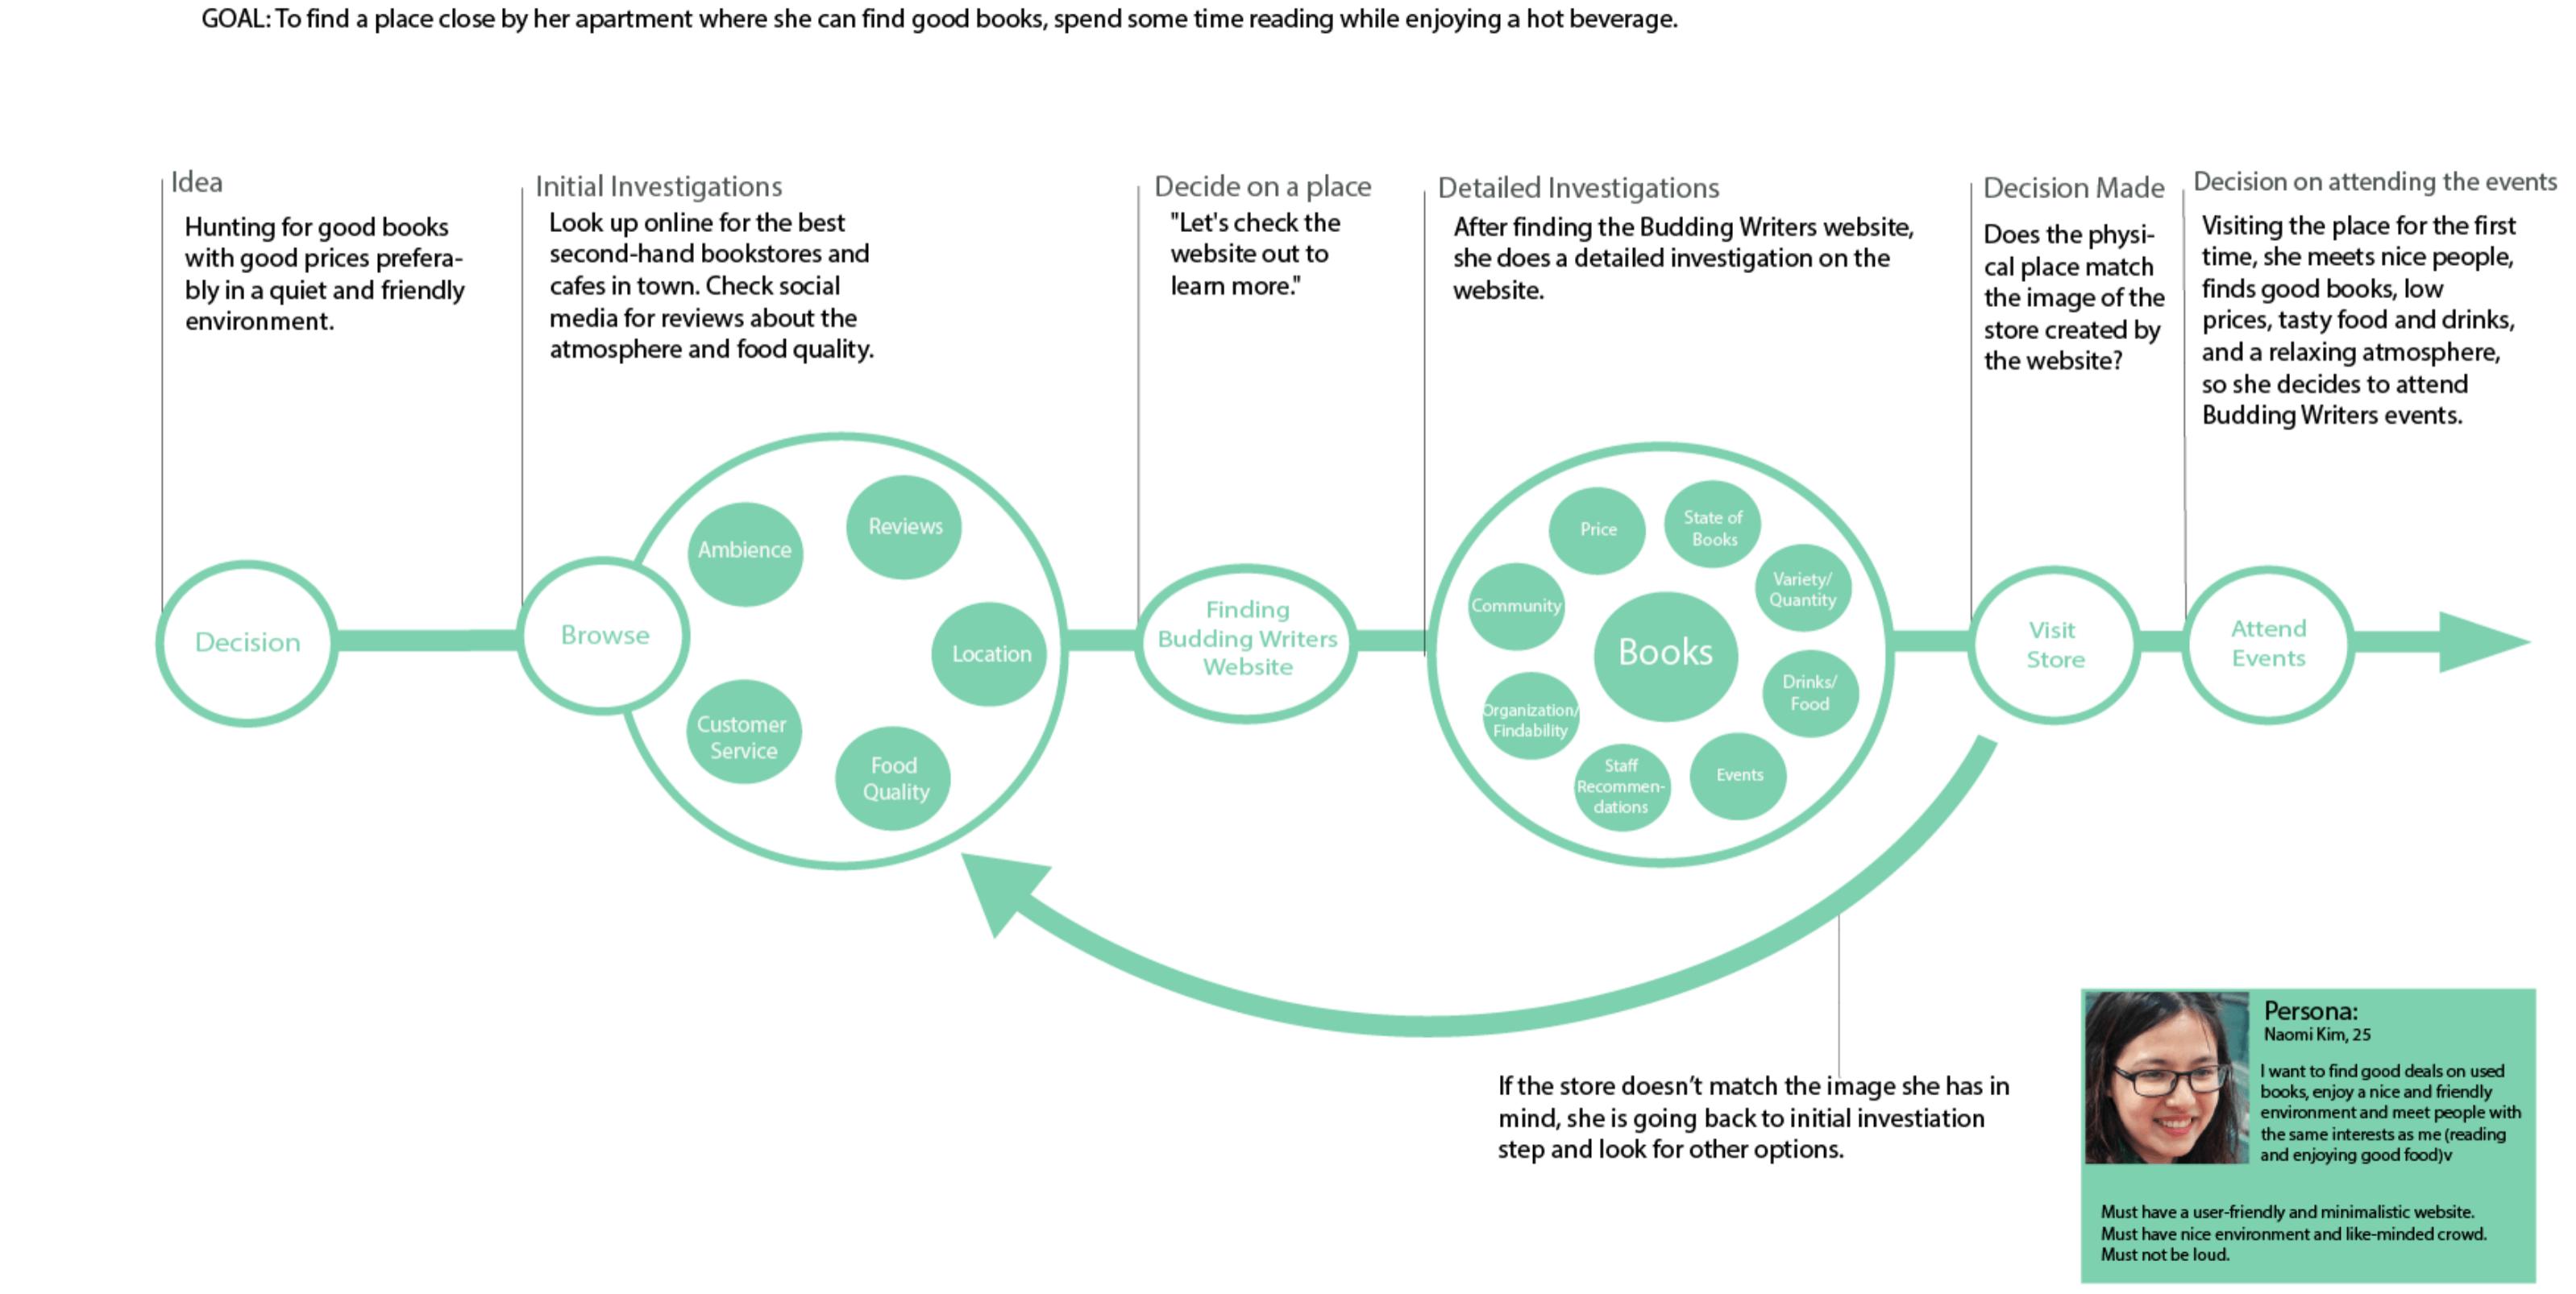 GOAL: To find a place close by her apartment where she can find good books, spend some time reading while enjoying a hot beverage.
Idea
Hunting for good books
with good prices prefera-
bly in a quiet and friendly
environment.
Initial Investigations
Look up online for the best
second-hand bookstores and
cafes in town. Check social
media for reviews about the
atmosphere and food quality.
Decide on a place
"Let's check the
website out to
learn more."
Detailed Investigations
After finding the Budding Writers website,
she does a detailed investigation on the
website.
Decision Made
Does the physi-
cal place match
the image of the
store created by
the website?
Decision on attending the events
Visiting the place for the first
time, she meets nice people,
finds good books, low
prices, tasty food and drinks,
and a relaxing atmosphere,
so she decides to attend
Budding Writers events.
Decision
Browse
Ambience
Reviews
Location
Customer
Service
Food
Quality
Finding
Budding Writers
Website
Price
State of
Books
Variety/
Quantity
Community
Books
Drinks/
Food
Organization/
Findability
Staff
Recommen-
dations
Events
Visit
Store
Attend
Events
If the store doesn't match the image she has in
mind, she is going back to initial investiation
step and look for other options.
Persona:
Naomi Kim, 25
I want to find good deals on used
books, enjoy a nice and friendly
environment and meet people with
the same interests as me (reading
and enjoying good food)v
Must have a user-friendly and minimalistic website.
Must have nice environment and like-minded crowd.
Must not be loud.